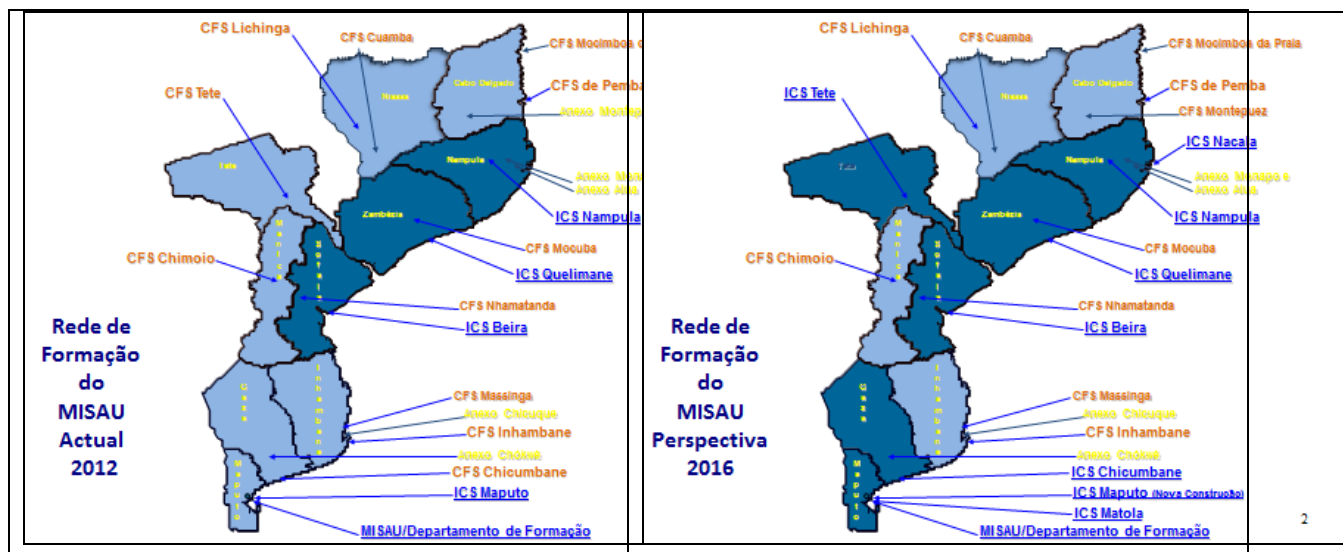 CFS Lichinga
CFS Cuamba
CFS Mocimboa d
CFS Tete
Cabo Delgado
Niassa
CFS de Pemba
Anexo Montep
Tete
Nampula
Anexo
Anexo
ICS Nampula
Zambézia
Manica
Sofala
CFS Mocuba
CFS Chimoio
ICS Quelimane
CFS Nhamatanda
ICS Beira
Rede de
Formação
do
MISAU
Actual
2012
Gaza
Inhambane
CFS Massinga
Anexo Chicuque
CFS Inhambane
Anexo Chókwè
CFS Chicumbane
Maputo
ICS Maputo
MISAU/Departamento de Formação
CFS Lichinga
CFS Cuamba
CFS Mocimboa da Praia
ICS Tete
Cabo Delgado
Niassa
CFS de Pemba
CFS Montepuez
ICS Nacala
Tete
Nampula
Anexo Monapo e
Anexo
ICS Nampula
Zambézia
Manica
Sofala
CFS Mocuba
CFS Chimoio
ICS Quelimane
CFS Nhamatanda
ICS Beira
Rede de
Formação
do
MISAU
Perspectiva
2016
Gaza
Inhambane
CFS Massinga
Anexo Chicuque
CFS Inhambane
Anexo Chókwè
ICS Chicumbane
Maputo
ICS Maputo (Nova Construção)
ICS Matola
MISAU/Departamento de Formação
2